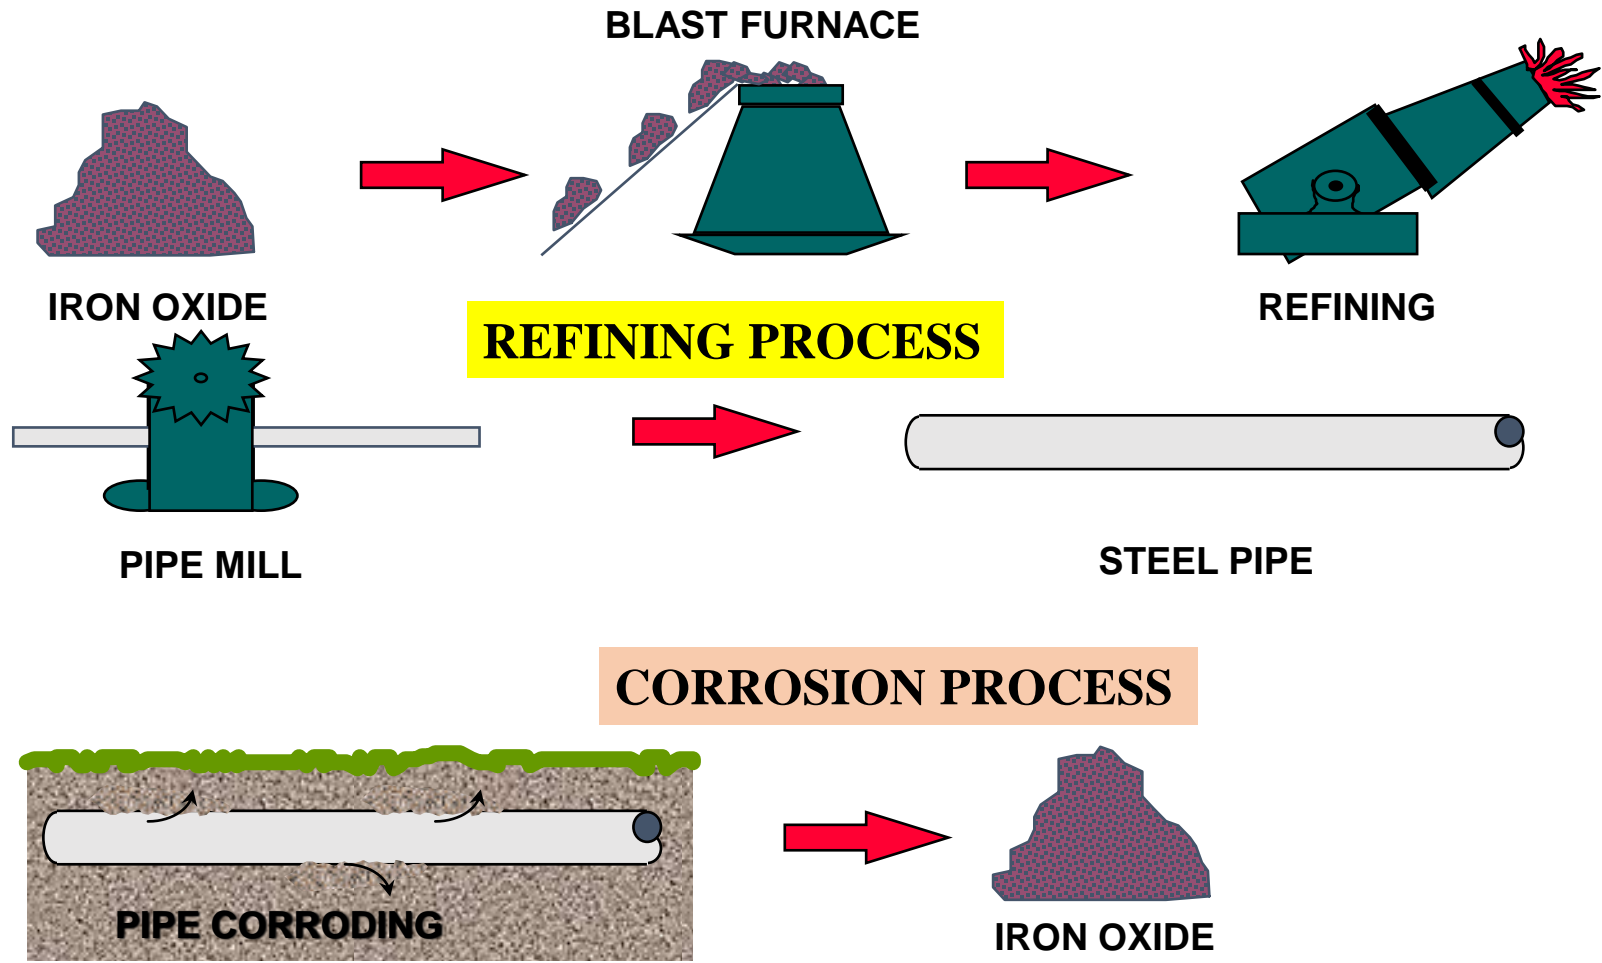 BLAST FURNACE
IRON OXIDE
REFINING
REFINING PROCESS
PIPE MILL
STEEL PIPE
CORROSION PROCESS
PIPE CORRODING
IRON OXIDE